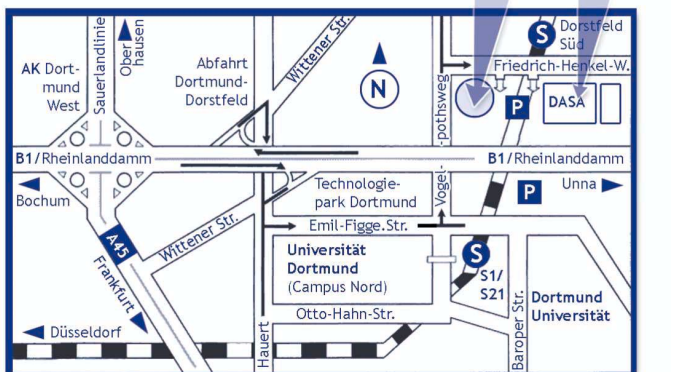 Dorstfeld
Süd
S
Friedrich-Henkel-W.
AK Dort-
mund
West
Sauerlandlinie
Ober
hausen
Abfahrt
Dortmund-
Dorstfeld
Wittener Str.
N
P
DASA
B1/Rheinlanddamm
B1/Rheinlanddamm
Vogel-
pothsweg
Bochum
Technologie-
park Dortmund
P
Unna
Wittener Str.
Emil-Figge.Str.
A45
Frankfurt
Universität
Dortmund
(Campus Nord)
S
S1/
S21
Dortmund
Universität
Otto-Hahn-Str.
Düsseldorf
Hauert
Baroper Str.